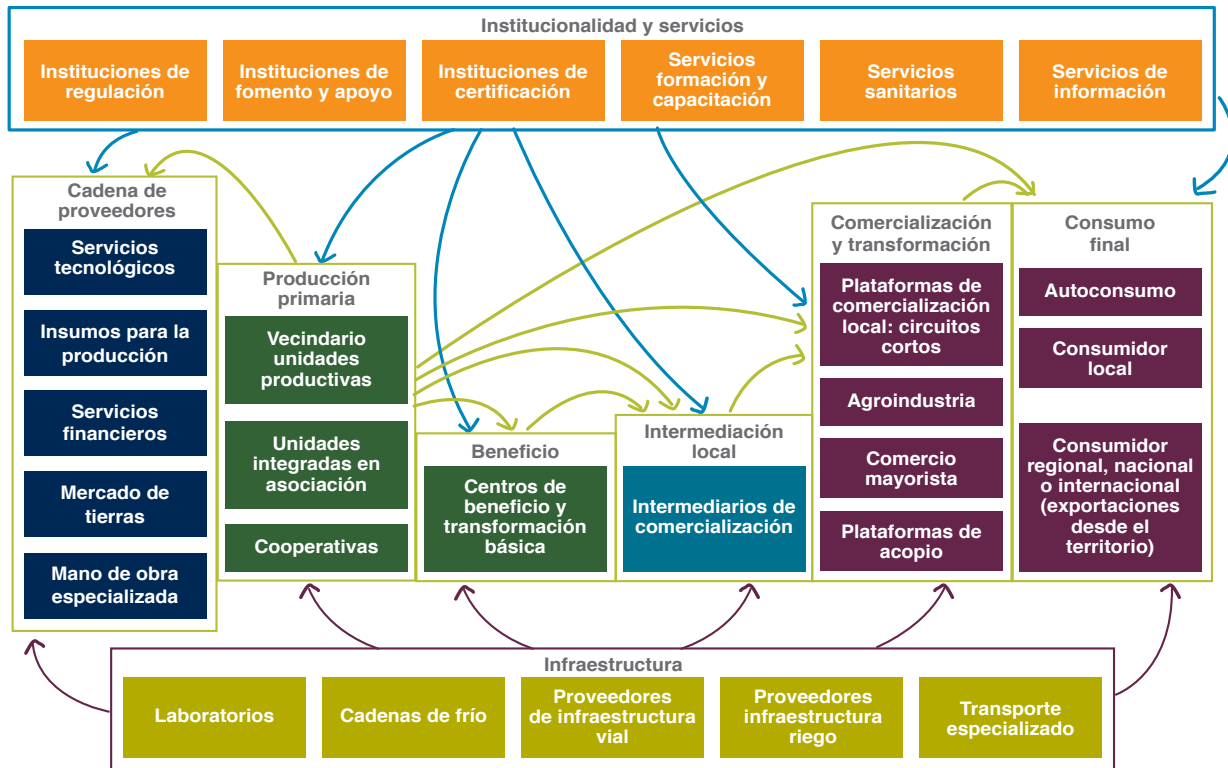 Institucionalidad y servicios
Instituciones de
regulación
Instituciones de
fomento y apoyo
Instituciones de
certificación
Servicios
formación y
capacitación
Servicios
sanitarios
Servicios de
información
Cadena de
proveedores
Servicios
tecnológicos
Insumos para la
producción
Servicios
financieros
Mercado de
tierras
Mano de obra
especializada
Producción
primaria
Vecindario
unidades
productivas
Unidades
integradas en
asociación
Cooperativas
Beneficio
Centros de
beneficio y
transformación
básica
Intermediación
local
Intermediarios de
comercialización
Comercialización
y transformación
Plataformas de
comercialización
local: circuitos
cortos
Agroindustria
Comercio
mayorista
Plataformas de
acopio
Consumo
final
Autoconsumo
Consumidor
local
Consumidor
regional, nacional
o internacional
(exportaciones
desde el
territorio)
Infraestructura
Laboratorios
Cadenas de frío
Proveedores
de infraestructura
vial
Proveedores
infraestructura
riego
Transporte
especializado